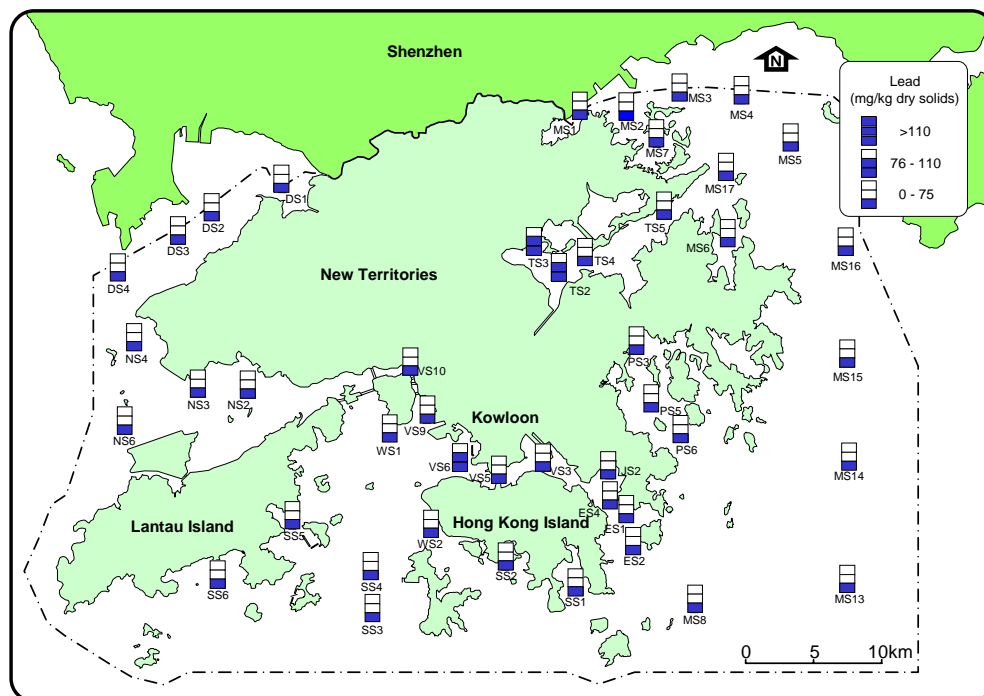 Shenzhen
N
Lead
(mg/kg dry solids)
>110
76 - 110
0 - 75
MS1
MS2
MS3
MS4
MS5
MS7
MS17
DS1
DS2
DS3
DS4
TS5
MS6
MS16
TS3
TS4
TS2
New Territories
NS4
PS3
MS15
VS10
NS3
NS2
PS5
NS6
VS9
Kowloon
WS1
PS6
VS6
VS5
VS3
JS2
MS14
ES4
ES1
Lantau Island
SS5
WS2
Hong Kong Island
ES2
SS2
SS6
SS4
SS1
MS13
SS3
MS8
0 5 10km